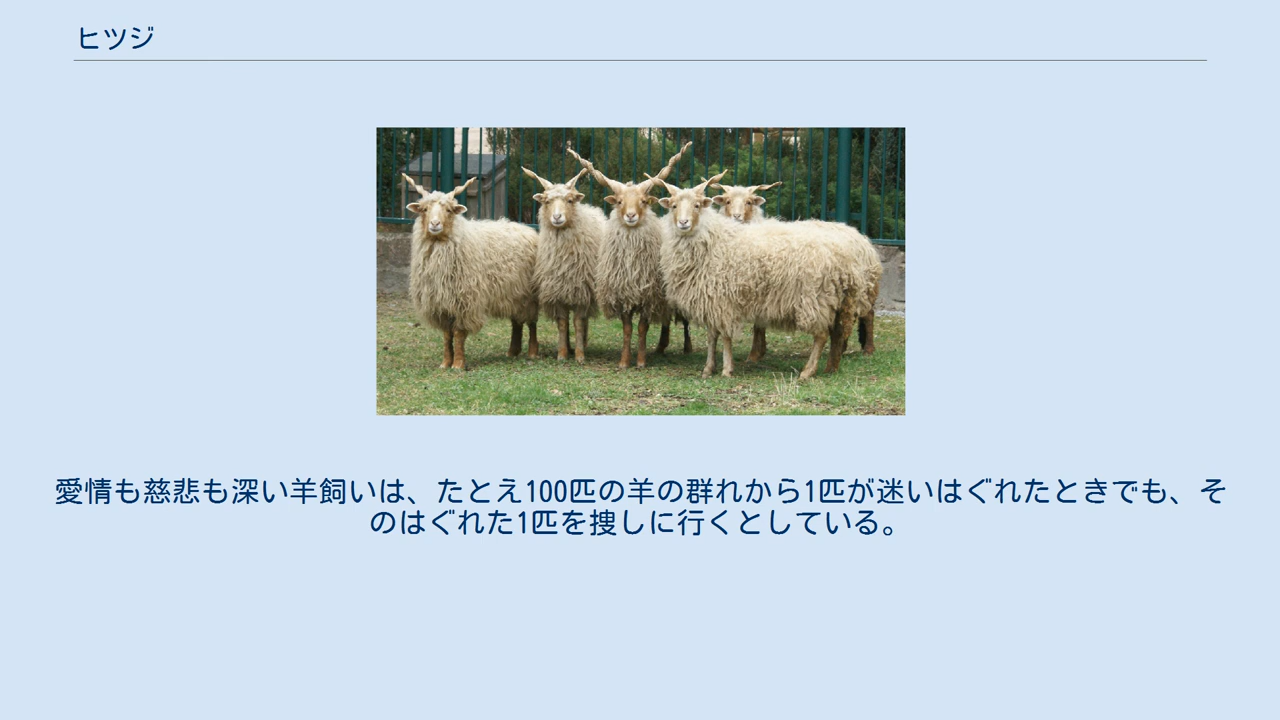 ヒツジ
愛情も慈悲も深い羊飼いは、たとえ100匹の羊の群れから1匹が迷いはぐれたときでも、そ
のはぐれた1匹を捜しに行くとしている。